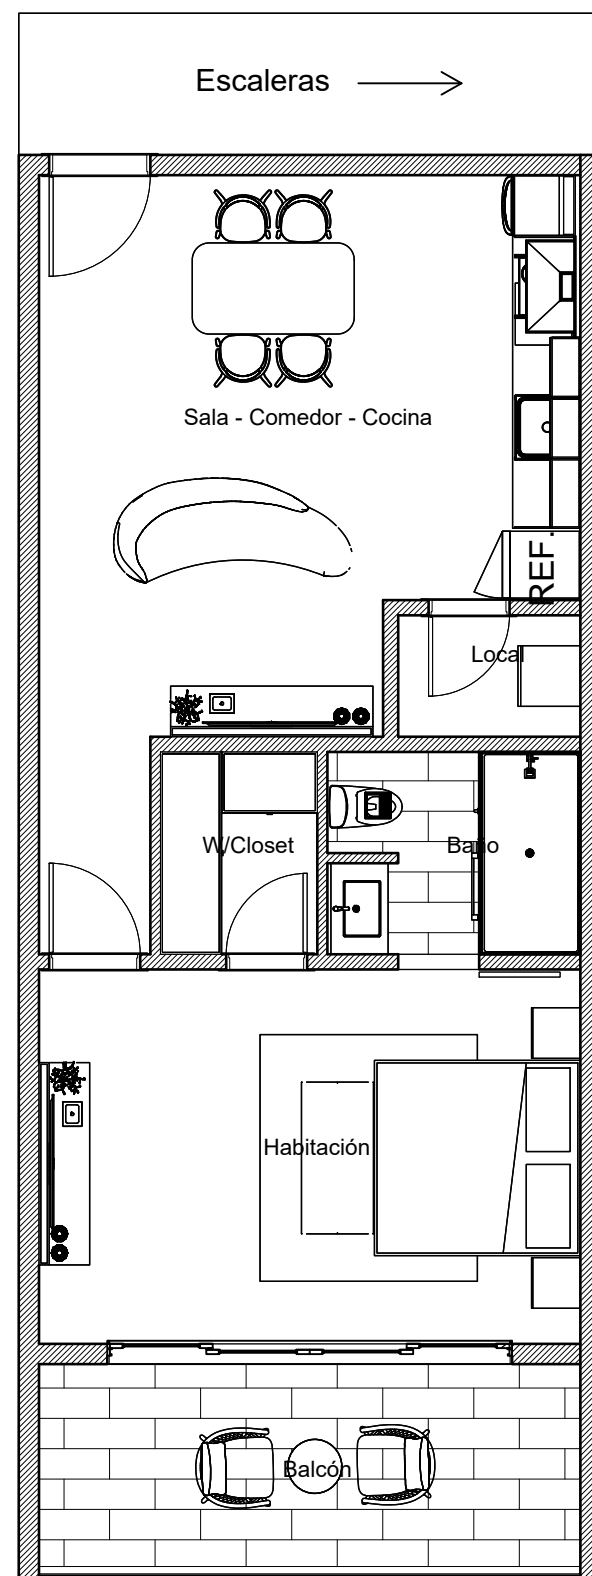 Escaleras
Sala - Comedor - Cocina
REF.
Local
W/Closet
Baño
Habitación
Balcón